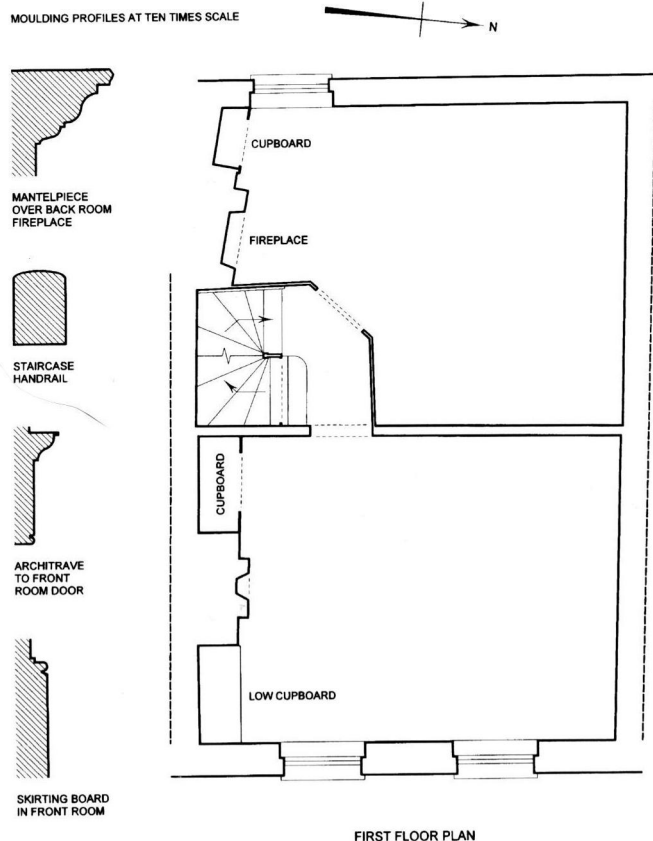 MOULDING PROFILES AT TEN TIMES SCALE
N
MANTELPIECE
OVER BACK ROOM
FIREPLACE
STAIRCASE
HANDRAIL
ARCHITRAVE
TO FRONT
ROOM DOOR
SKIRTING BOARD
IN FRONT ROOM
CUPBOARD
FIREPLACE
CUPBOARD
LOW CUPBOARD
FIRST FLOOR PLAN